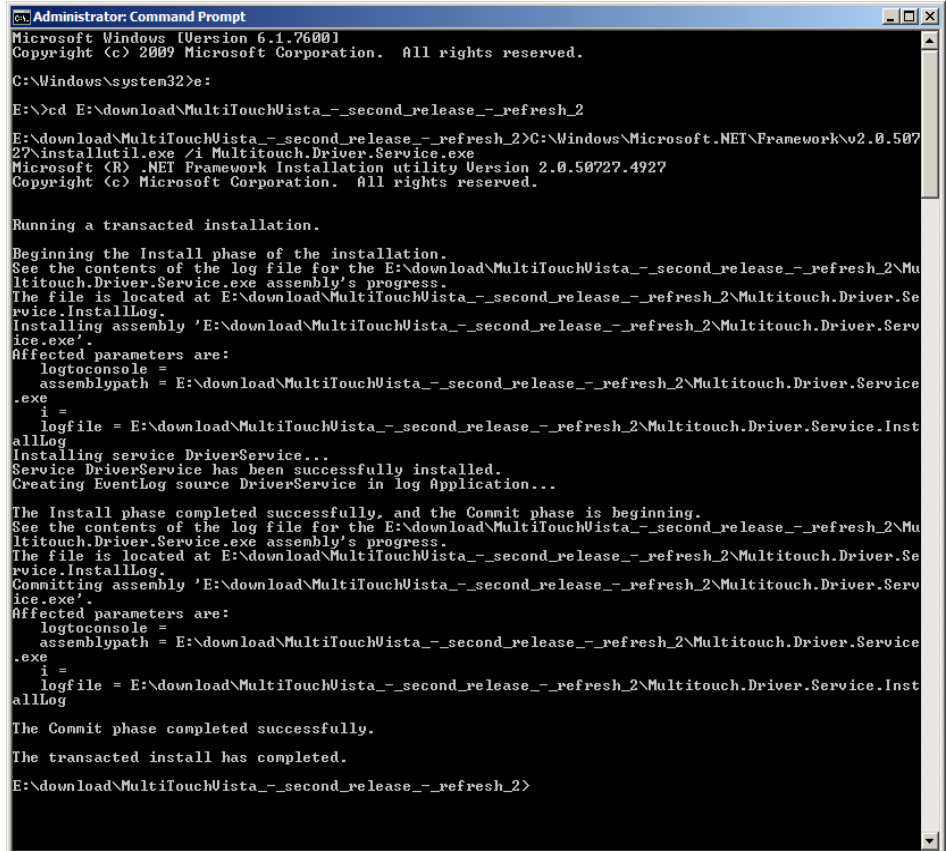 Administrator: Command Prompt
Microsoft Windows [Version 6.1.7600]
Copyright (c) 2009 Microsoft Corporation.  All rights reserved.
C:\Windows\system32>e:
E:\>cd E:\download\MultiTouchVista_-_second_release_-_refresh_2
E:\download\MultiTouchVista_-_second_release_-_refresh_2>C:\Windows\Microsoft.NET\Framework\v2.0.507
27\installutil.exe /i Multitouch.Driver.Service.exe
Microsoft (R) .NET Framework Installation utility Version 2.0.50727.4927
Copyright (c) Microsoft Corporation.  All rights reserved.
Running a transacted installation.
Beginning the Install phase of the installation.
See the contents of the log file for the E:\download\MultiTouchVista_-_second_release_-_refresh_2\Mu
ltitouch.Driver.Service.exe assembly's progress.
The file is located at E:\download\MultiTouchVista_-_second_release_-_refresh_2\Multitouch.Driver.Se
rvice.InstallLog.
Installing assembly 'E:\download\MultiTouchVista_-_second_release_-_refresh_2\Multitouch.Driver.Serv
ice.exe'.
Affected parameters are:
   logtoconsole =
   assemblypath = E:\download\MultiTouchVista_-_second_release_-_refresh_2\Multitouch.Driver.Service
.exe
   i =
   logfile = E:\download\MultiTouchVista_-_second_release_-_refresh_2\Multitouch.Driver.Service.Inst
allLog
Installing service DriverService...
Service DriverService has been successfully installed.
Creating EventLog source DriverService in log Application...
The Install phase completed successfully, and the Commit phase is beginning.
See the contents of the log file for the E:\download\MultiTouchVista_-_second_release_-_refresh_2\Mu
ltitouch.Driver.Service.exe assembly's progress.
The file is located at E:\download\MultiTouchVista_-_second_release_-_refresh_2\Multitouch.Driver.Se
rvice.InstallLog.
Committing assembly 'E:\download\MultiTouchVista_-_second_release_-_refresh_2\Multitouch.Driver.Serv
ice.exe'.
Affected parameters are:
   logtoconsole =
   assemblypath = E:\download\MultiTouchVista_-_second_release_-_refresh_2\Multitouch.Driver.Service
.exe
   i =
   logfile = E:\download\MultiTouchVista_-_second_release_-_refresh_2\Multitouch.Driver.Service.Inst
allLog
The Commit phase completed successfully.
The transacted install has completed.
E:\download\MultiTouchVista_-_second_release_-_refresh_2>